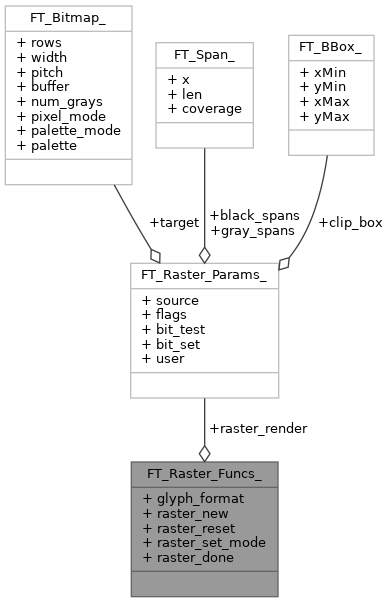 FT_Bitmap_
+ rows
+ width
+ pitch
+ buffer
+ num_grays
+ pixel_mode
+ palette_mode
+ palette
FT_Span_
+ x
+ len
+ coverage
FT_BBox_
+ xMin
+ yMin
+ xMax
+ yMax
+target
+black_spans
+gray_spans
+clip_box
FT_Raster_Params_
+ source
+ flags
+ bit_test
+ bit_set
+ user
+raster_render
FT_Raster_Funcs_
+ glyph_format
+ raster_new
+ raster_reset
+ raster_set_mode
+ raster_done